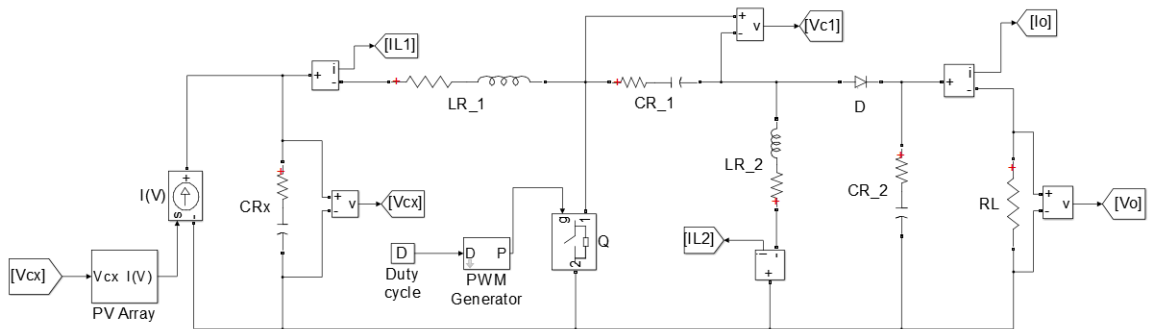 [IL1]
+
i
-
+
LR_1
+
-
v
[Vc1]
+
CR_1
D
[Io]
+
i
-
I(V)
+
s
-
+
CRx
+
-
v
[Vcx]
LR_2
+
+
CR_2
+
RL
+
-
v
[Vo]
[Vcx]
Vcx I(V)
PV Array
D
Duty
cycle
D
P
PWM
Generator
g
1
2
Q
[IL2]
i
-
+